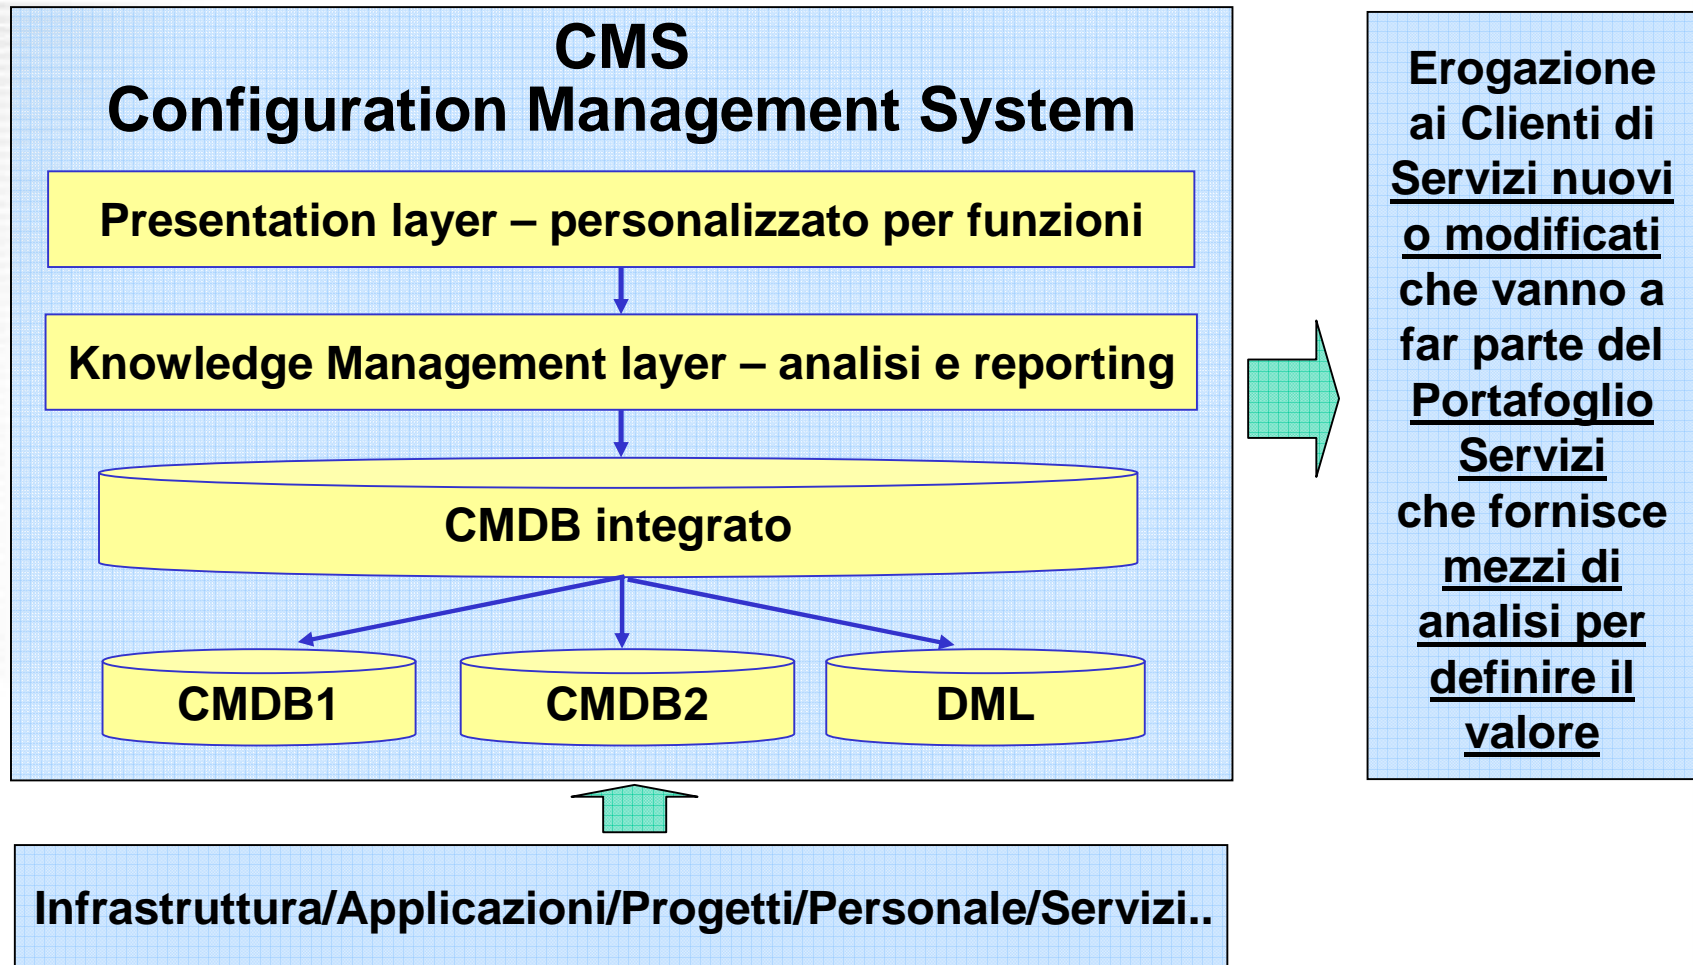 CMS
Configuration Management System
Presentation layer – personalizzato per funzioni
Knowledge Management layer – analisi e reporting
CMDB integrato
CMDB1
CMDB2
DML
Infrastruttura/Applicazioni/Progetti/Personale/Servizi..
Erogazione
ai Clienti di
Servizi nuovi
o modificati
che vanno a
far parte del
Portafoglio
Servizi
che fornisce
mezzi di
analisi per
definire il
valore